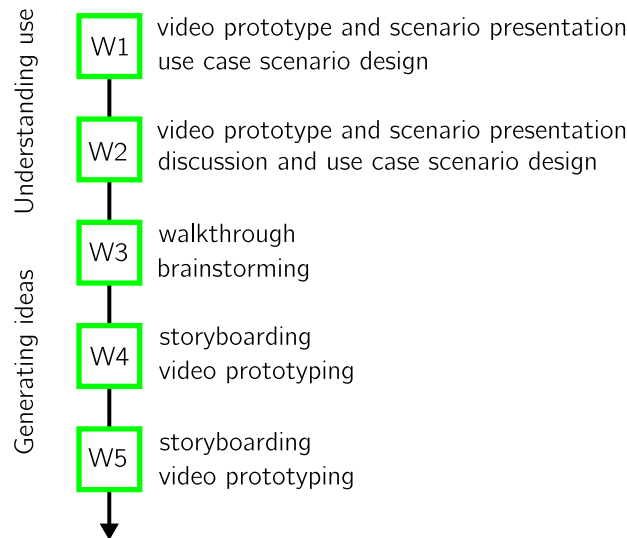 Understanding use
W1
video prototype and scenario presentation
use case scenario design
W2
video prototype and scenario presentation
discussion and use case scenario design
Generating ideas
W3
walkthrough
brainstorming
W4
storyboarding
video prototyping
W5
storyboarding
video prototyping